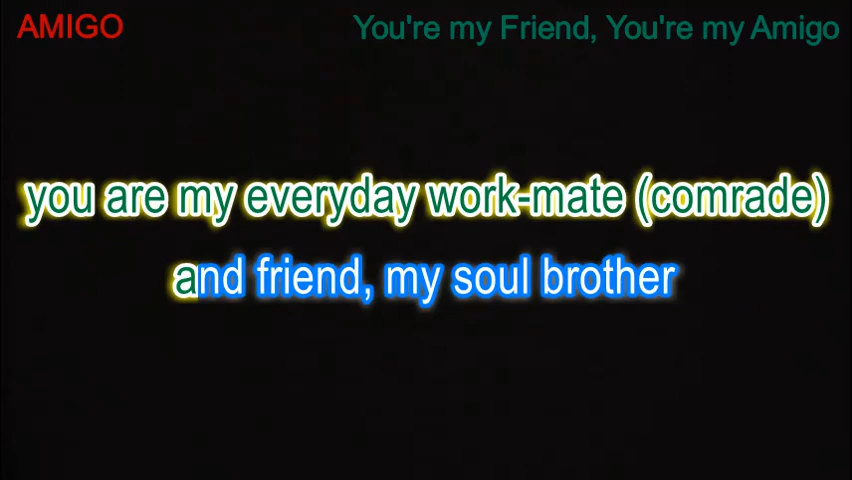 AMIGO
You're my Friend, You're my Amigo
you are my everyday work-mate (comrade)
and friend, my soul brother